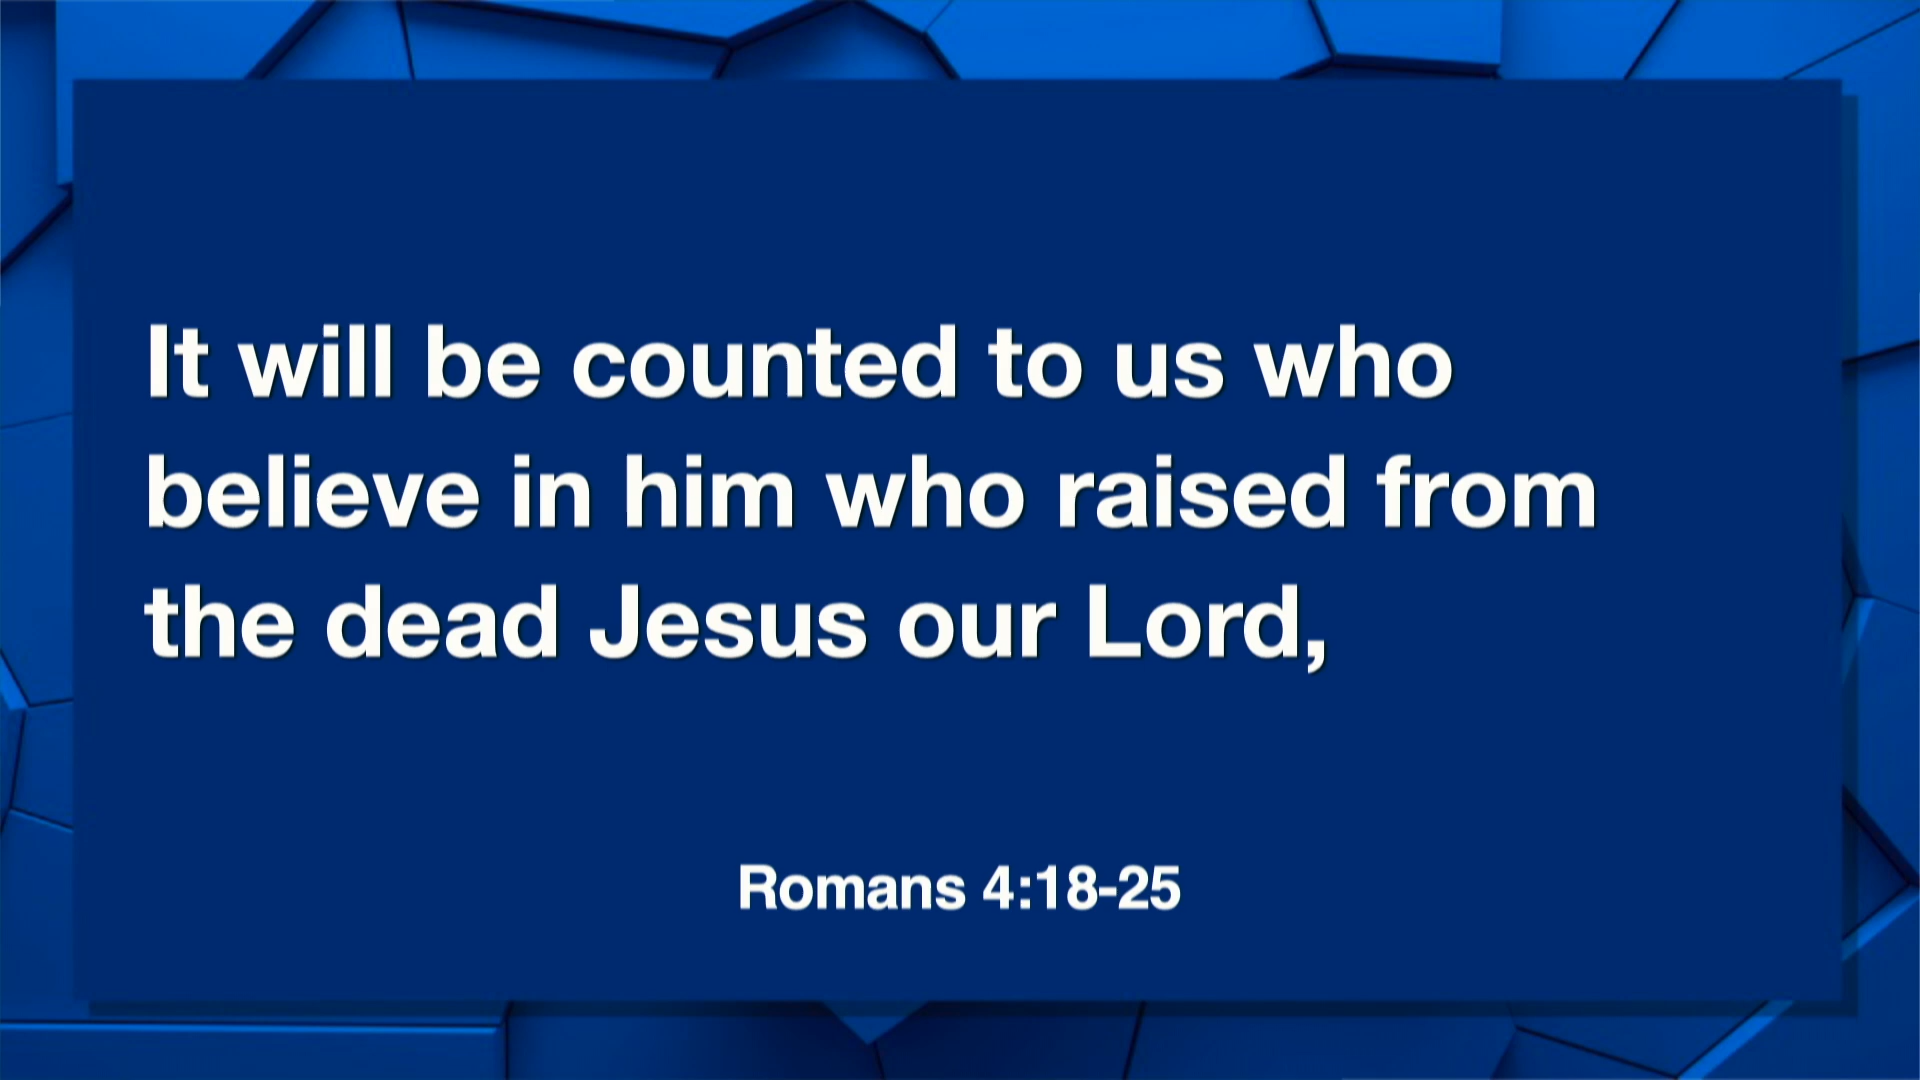 It will be counted to us who
believe in him who raised from
the dead Jesus our Lord,
Romans 4:18-25